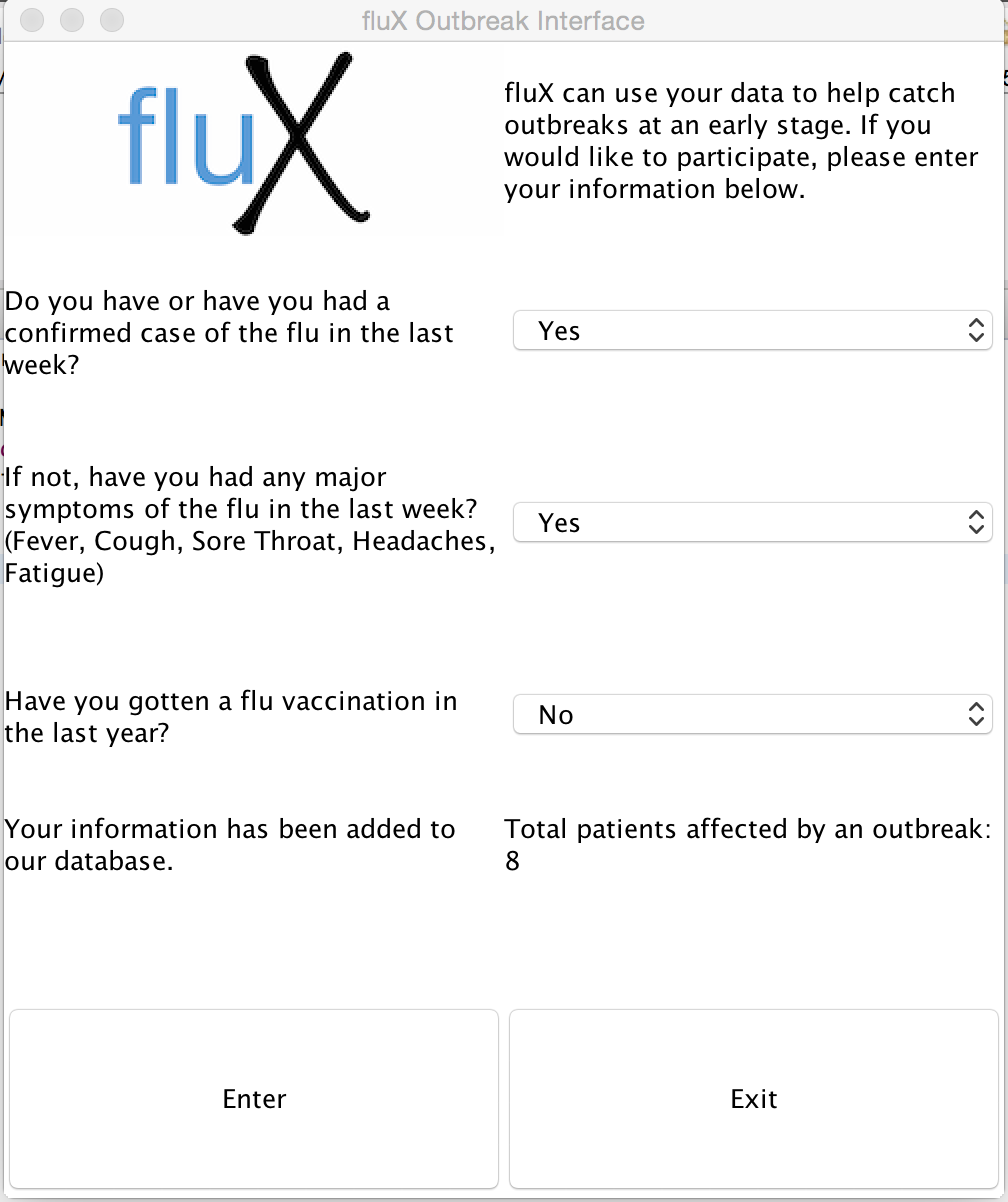 fluX Outbreak Interface
fluX
fluX can use your data to help catch
outbreaks at an early stage. If you
would like to participate, please enter
your information below.
Do you have or have you had a
confirmed case of the flu in the last
week?
Yes
If not, have you had any major
symptoms of the flu in the last week?
(Fever, Cough, Sore Throat, Headaches,
Fatigue)
Yes
Have you gotten a flu vaccination in
the last year?
No
Your information has been added to
our database.
Total patients affected by an outbreak:
8
Enter
Exit